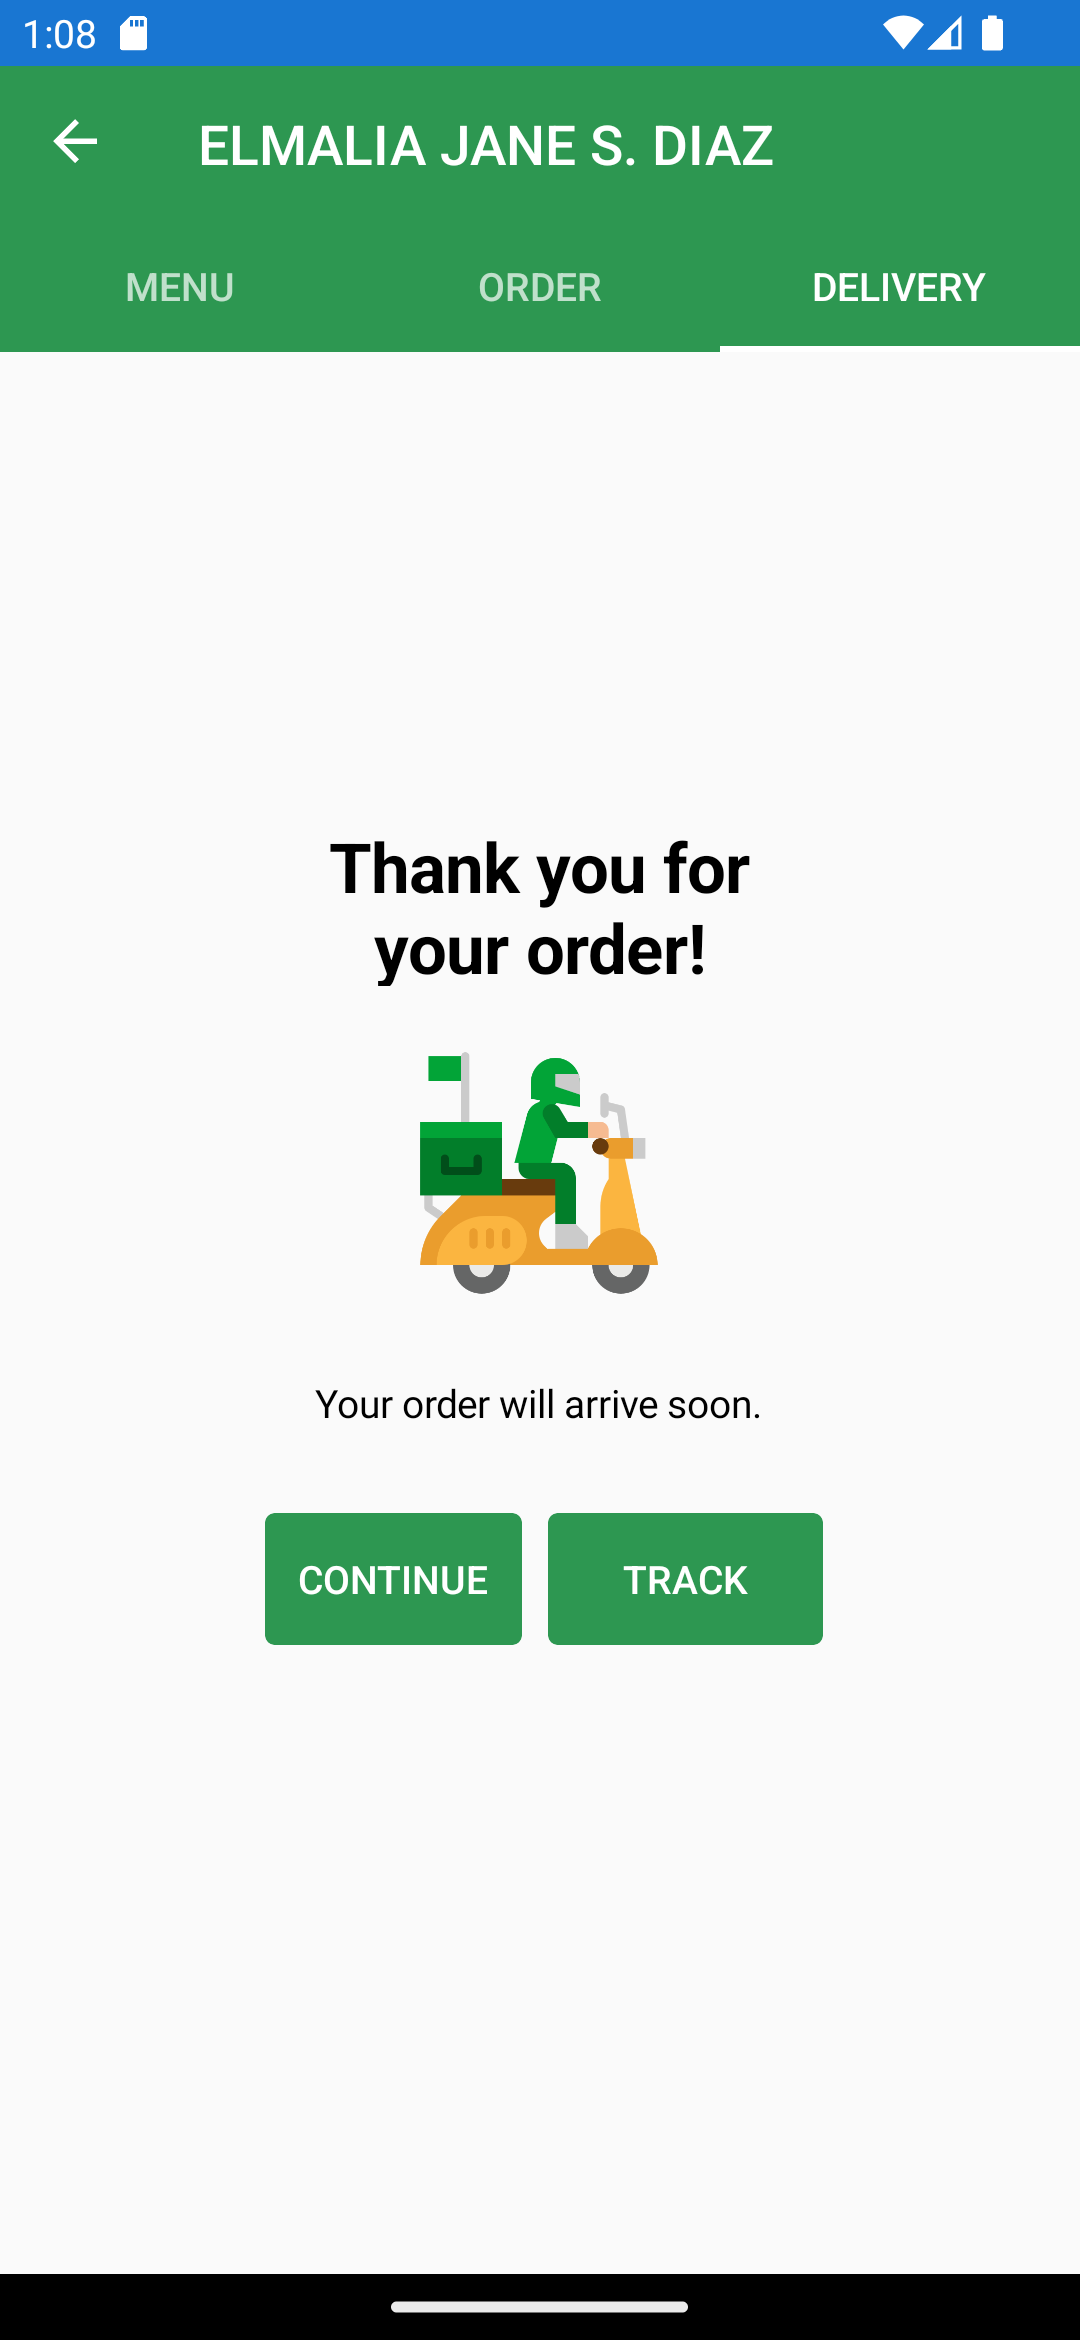 1:08
ELMALIA JANE S. DIAZ
MENU
ORDER
DELIVERY
Thank you for
your order!
Your order will arrive soon.
CONTINUE
TRACK